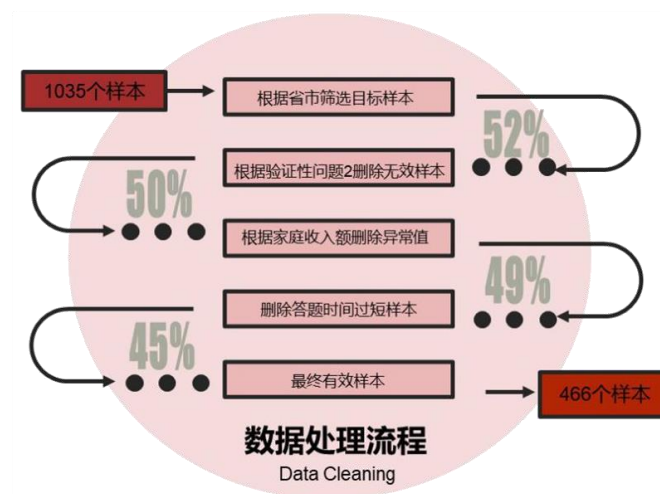 1035个样本
根据省市筛选目标样本
52%
根据验证性问题2删除无效样本
50%
根据家庭收入额删除异常值
49%
删除答题时间过短样本
45%
最终有效样本
466个样本
数据处理流程
Data Cleaning